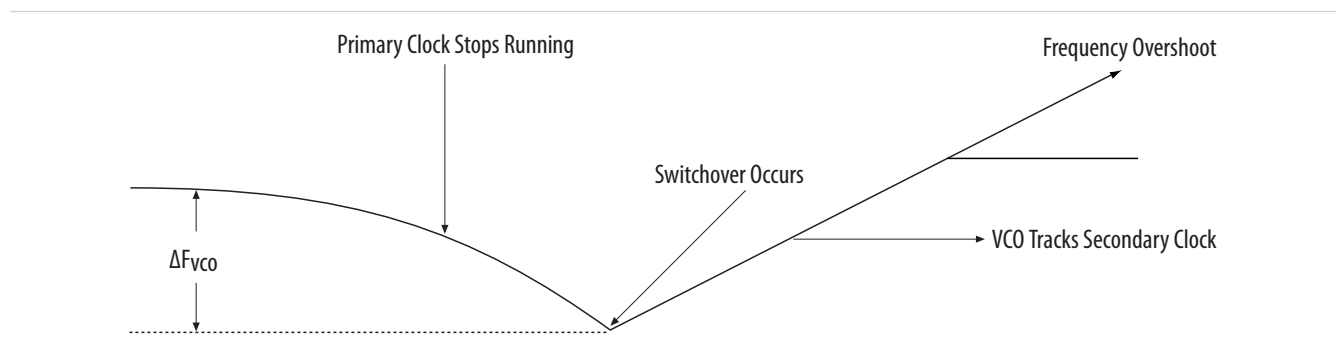 Primary Clock Stops Running
Frequency Overshoot
Switchover Occurs
VCO Tracks Secondary Clock
ΔFvco